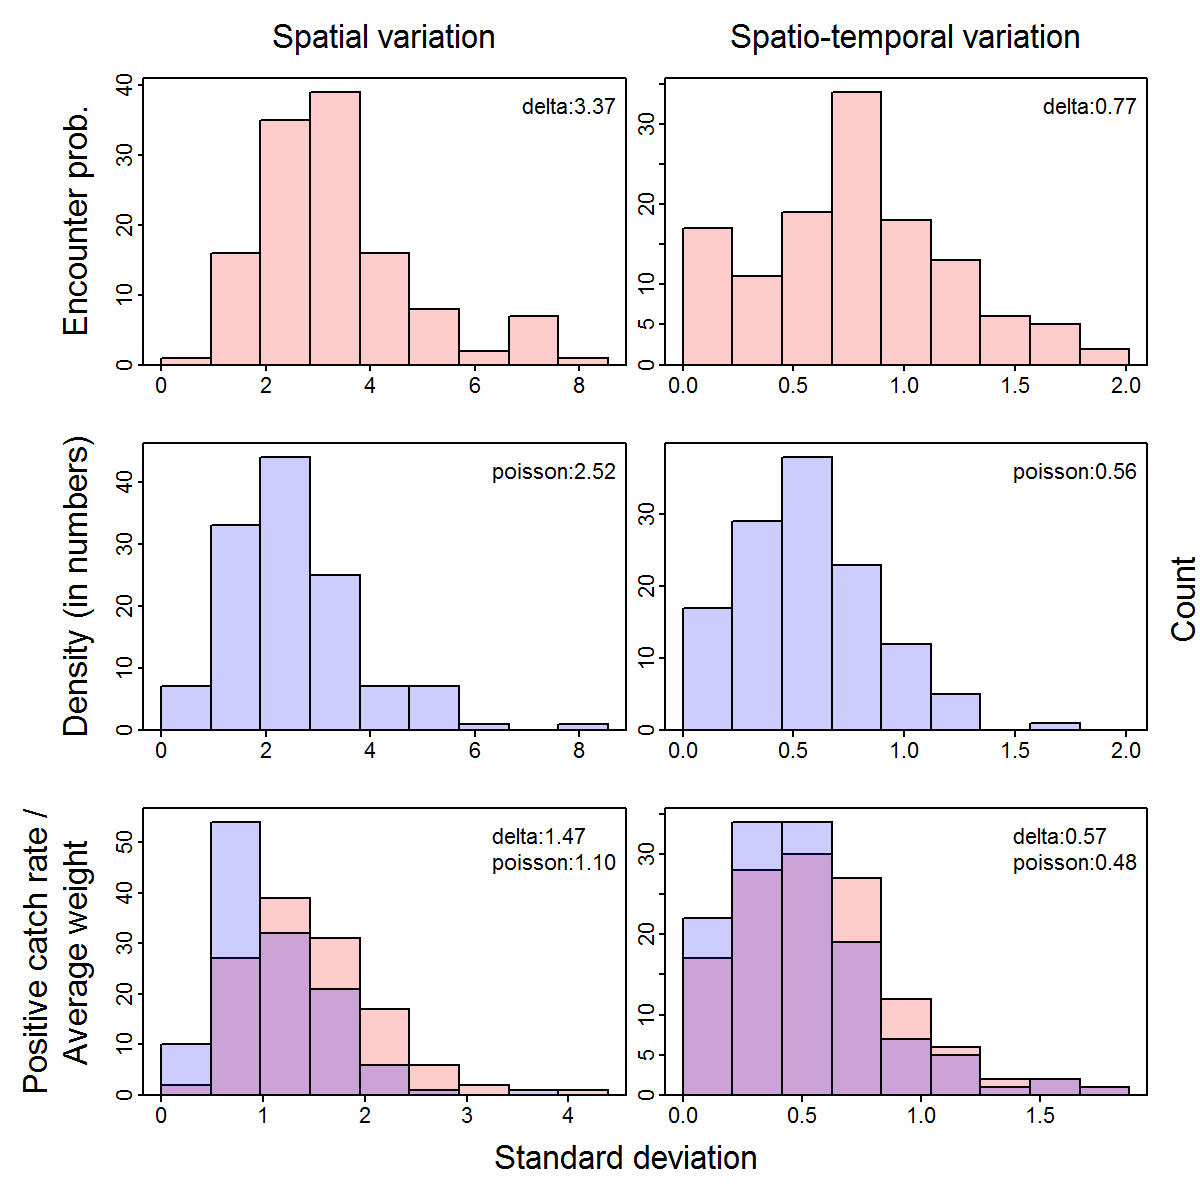 Spatial variation
Spatio-temporal variation
Encounter prob.
delta:3.37
0 10 20 30 40
0 2 4 6 8
delta:0.77
0 5 10 20 30
0.0 0.5 1.0 1.5 2.0
Density (in numbers)
poisson:2.52
0 10 20 30 40
0 2 4 6 8
poisson:0.56
0 10 20 30
0.0 0.5 1.0 1.5 2.0
Count
Positive catch rate /
Average weight
delta:1.47
poisson:1.10
0 10 20 30 40 50
0 1 2 3 4
delta:0.57
poisson:0.48
0 5 10 20 30
0.0 0.5 1.0 1.5
Standard deviation